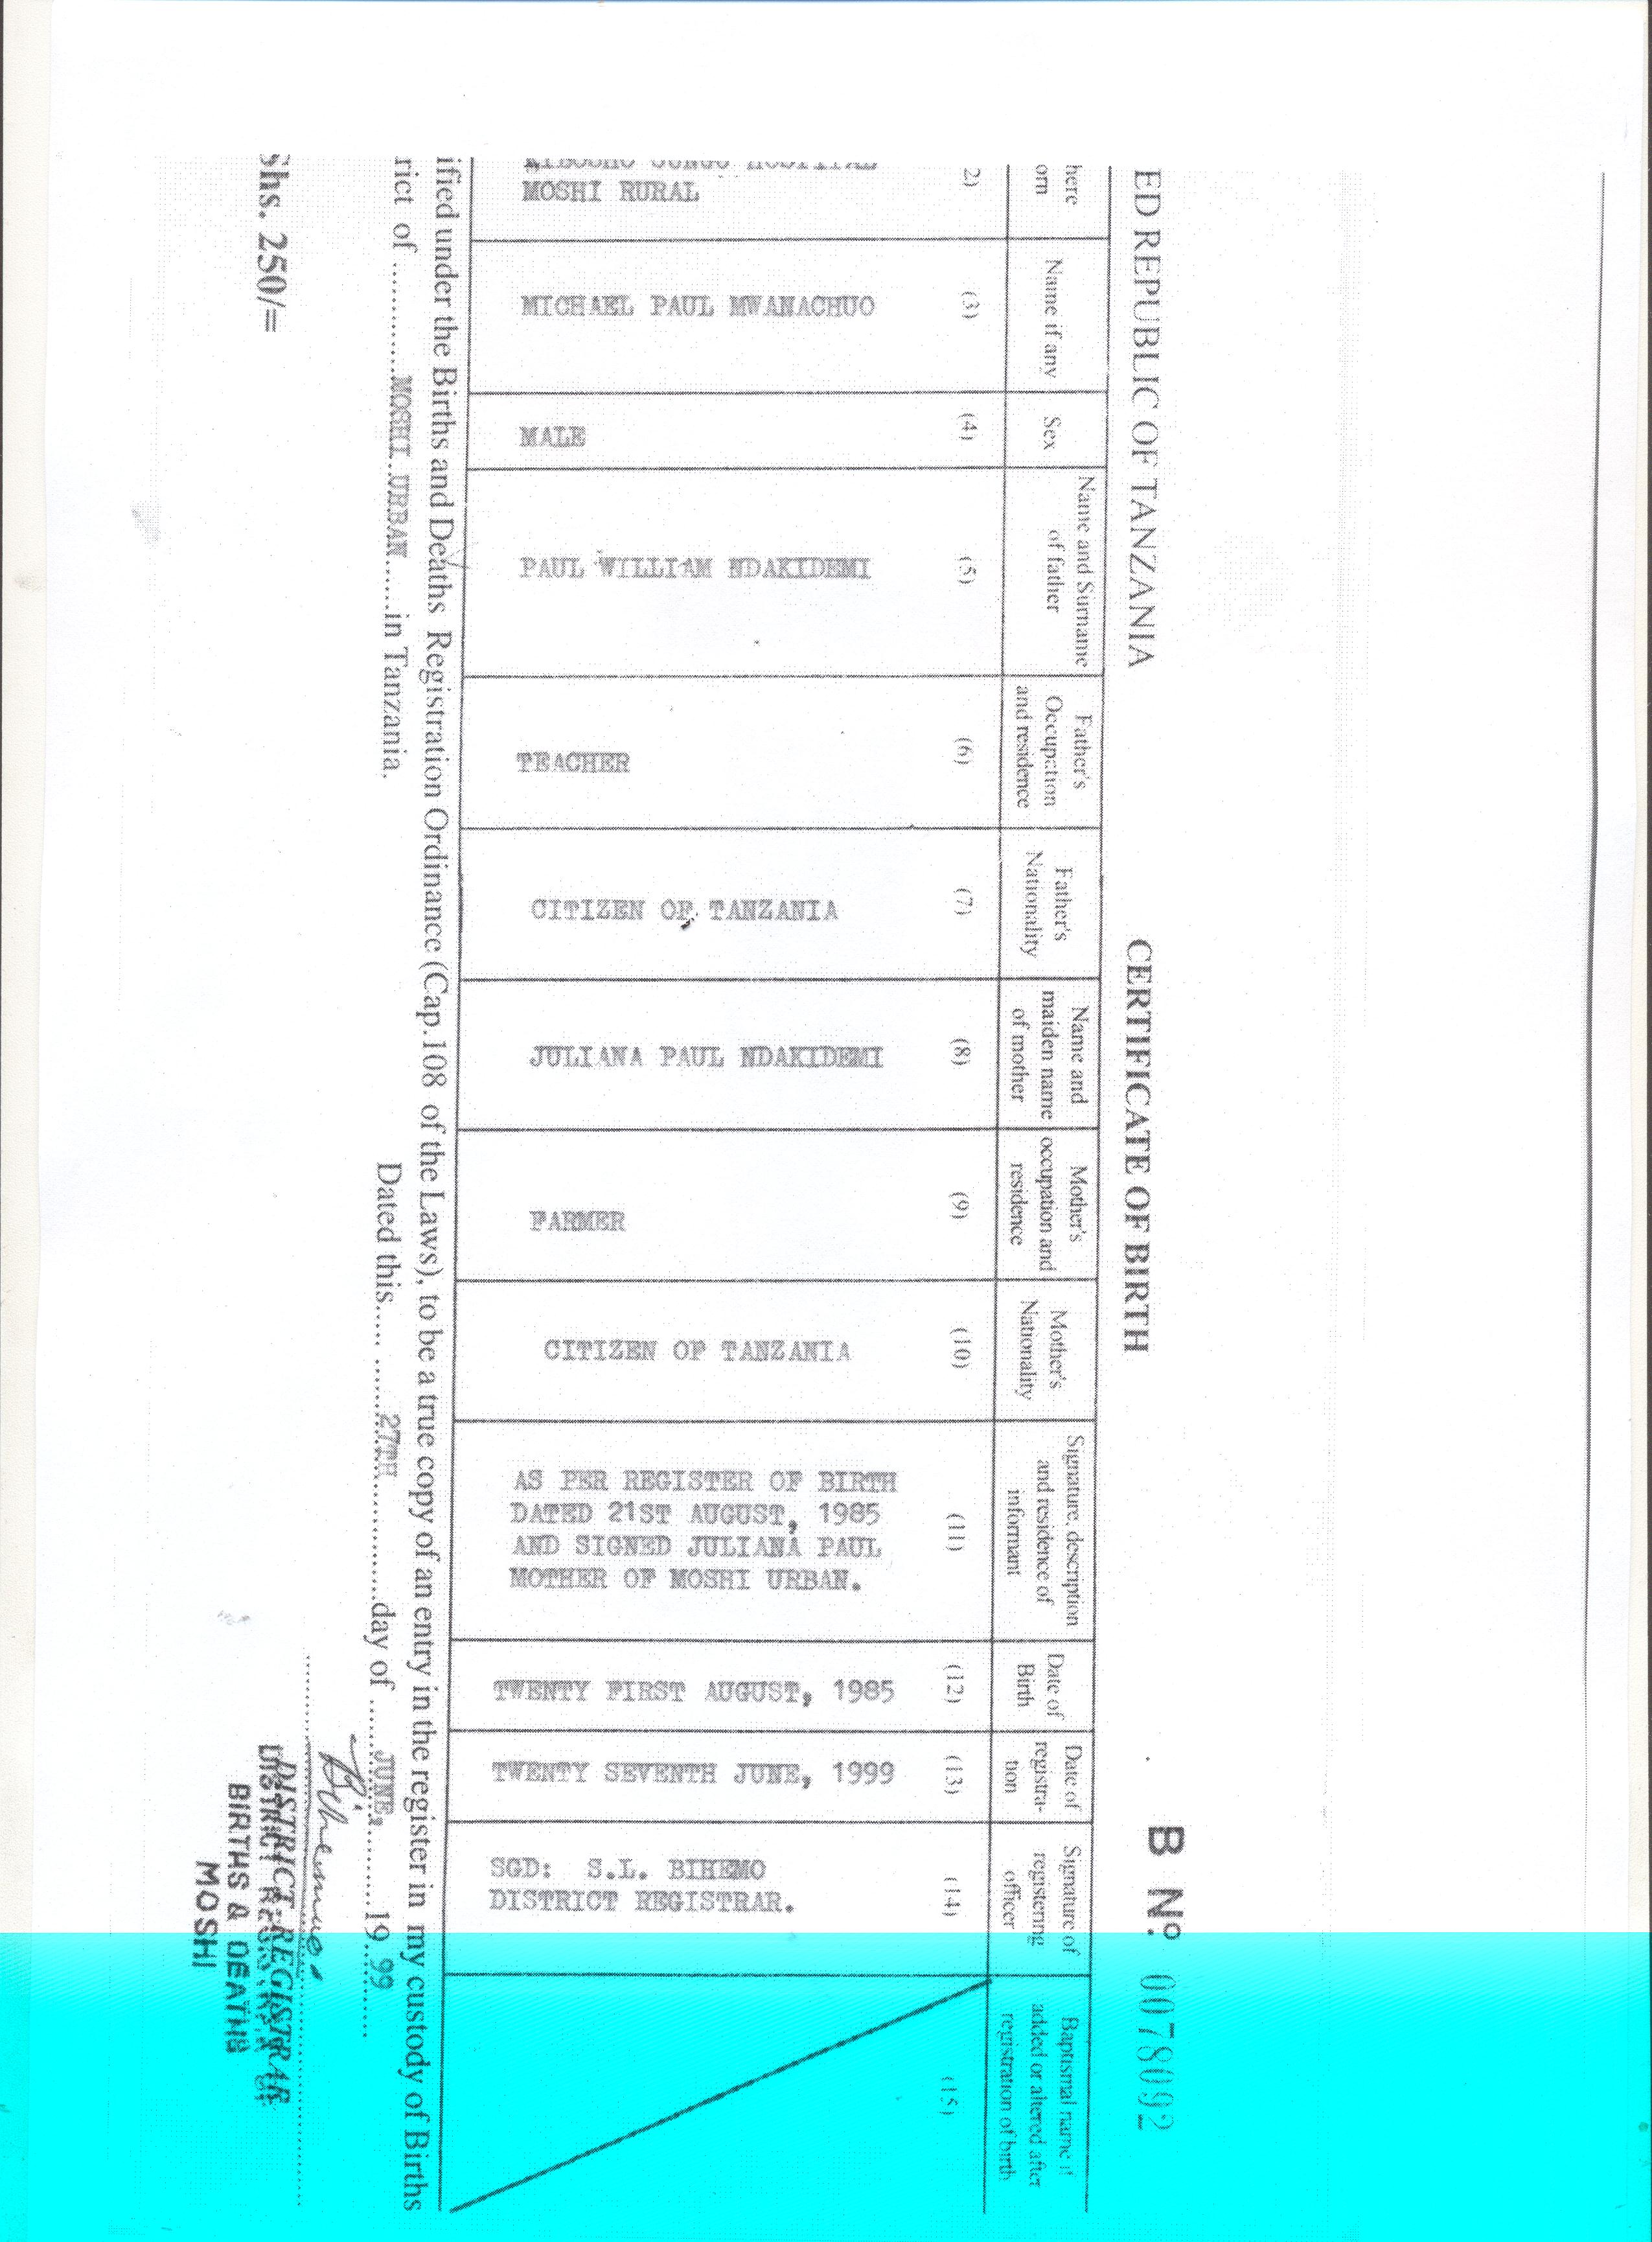 ED REPUBLIC OF TANZANIA
CERTIFICATE OF BIRTH
B Nº. 0078092
here
orn
Name if any
Sex
Name and Surname
of father
Father's
Occupation
and residence
Father's
Nationality
Name and
maiden name
of mother
Mother's
occupation and
residence
Mother's
Nationality
Signature, description
and residence of
informant
Date of
Birth
Date of
registra-
tion
Signature of
registering
officer
Baptismal name if
added or altered after
registration of birth
2)
(3)
(4)
(5)
(6)
(7)
(8)
(9)
(10)
(11)
(12)
(13)
(14)
(15)
HOSPITAL
MOSHI RURAL
MICHAEL PAUL MWANACHUO
MALE
PAUL WILLIAM NDAKIDEMI
TEACHER
CITIZEN OF TANZANIA
JULIANA PAUL NDAKIDEMI
FARMER
CITIZEN OF TANZANIA
AS PER REGISTER OF BIRTH
DATED 21ST AUGUST, 1985
AND SIGNED JULIANA PAUL
MOTHER OF MOSHI URBAN.
TWENTY FIRST AUGUST, 1985
TWENTY SEVENTH JUNE, 1999
SGD: S.L. BIHEMO
DISTRICT REGISTRAR.
ified under the Births and Deaths Registration Ordinance (Cap.108 of the Laws), to be a true copy of an entry in the register in my custody of Births
rict of ............MOSHI URBAN......in Tanzania.
Dated this..... ........27TH............day of ......JUNE,..........19 99.......
Bihemo
DISTRICT REGISTRAR
DISTRICT REGISTRAR OF
BIRTHS & DEATHS
MOSHI
Shs. 250/=